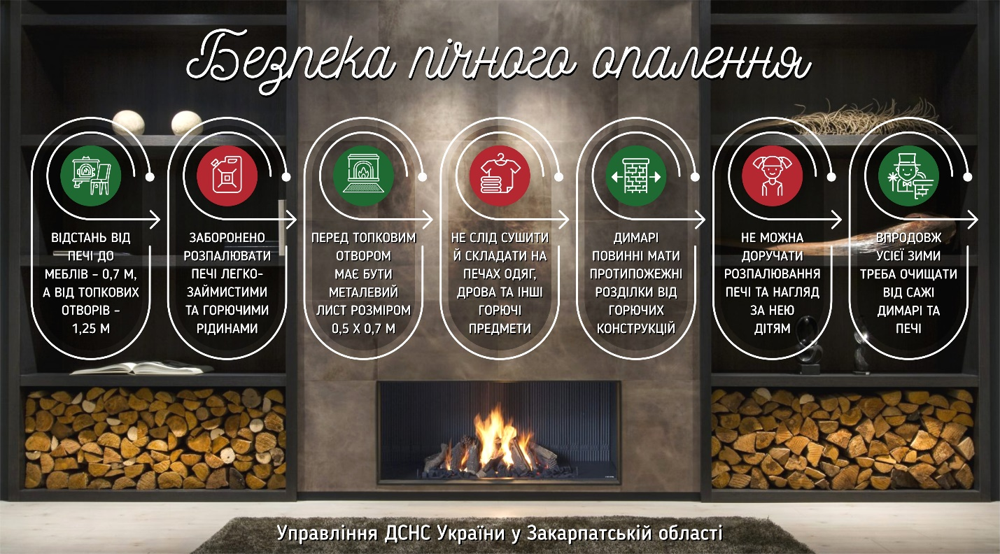 Безпека пічного опалення
ВІДСТАНЬ ВІД
ПЕЧІ ДО
МЕБЛІВ – 0,7 М,
А ВІД ТОПКОВИХ
ОТВОРІВ –
1,25 М
ЗАБОРОНЕНО
РОЗПАЛЮВАТИ
ПЕЧІ ЛЕГКО-
ЗАЙМИСТИМИ
ТА ГОРЮЧИМИ
РІДИНАМИ
ПЕРЕД ТОПКОВИМ
ОТВОРОМ
МАЄ БУТИ
МЕТАЛЕВИЙ
ЛИСТ РОЗМІРОМ
0,5 Х 0,7 М
НЕ СЛІД СУШИТИ
Й СКЛАДАТИ НА
ПЕЧАХ ОДЯГ,
ДРОВА ТА ІНШІ
ГОРЮЧІ
ПРЕДМЕТИ
ДИМАРІ
ПОВИННІ МАТИ
ПРОТИПОЖЕЖНІ
РОЗДІЛКИ ВІД
ГОРЮЧИХ
КОНСТРУКЦІЙ
НЕ МОЖНА
ДОРУЧАТИ
РОЗПАЛЮВАННЯ
ПЕЧІ ТА НАГЛЯД
ЗА НЕЮ
ДІТЯМ
ВПРОДОВЖ
УСІЄЇ ЗИМИ
ТРЕБА ОЧИЩАТИ
ВІД САЖІ
ДИМАРІ ТА
ПЕЧІ
Управління ДСНС України у Закарпатській області